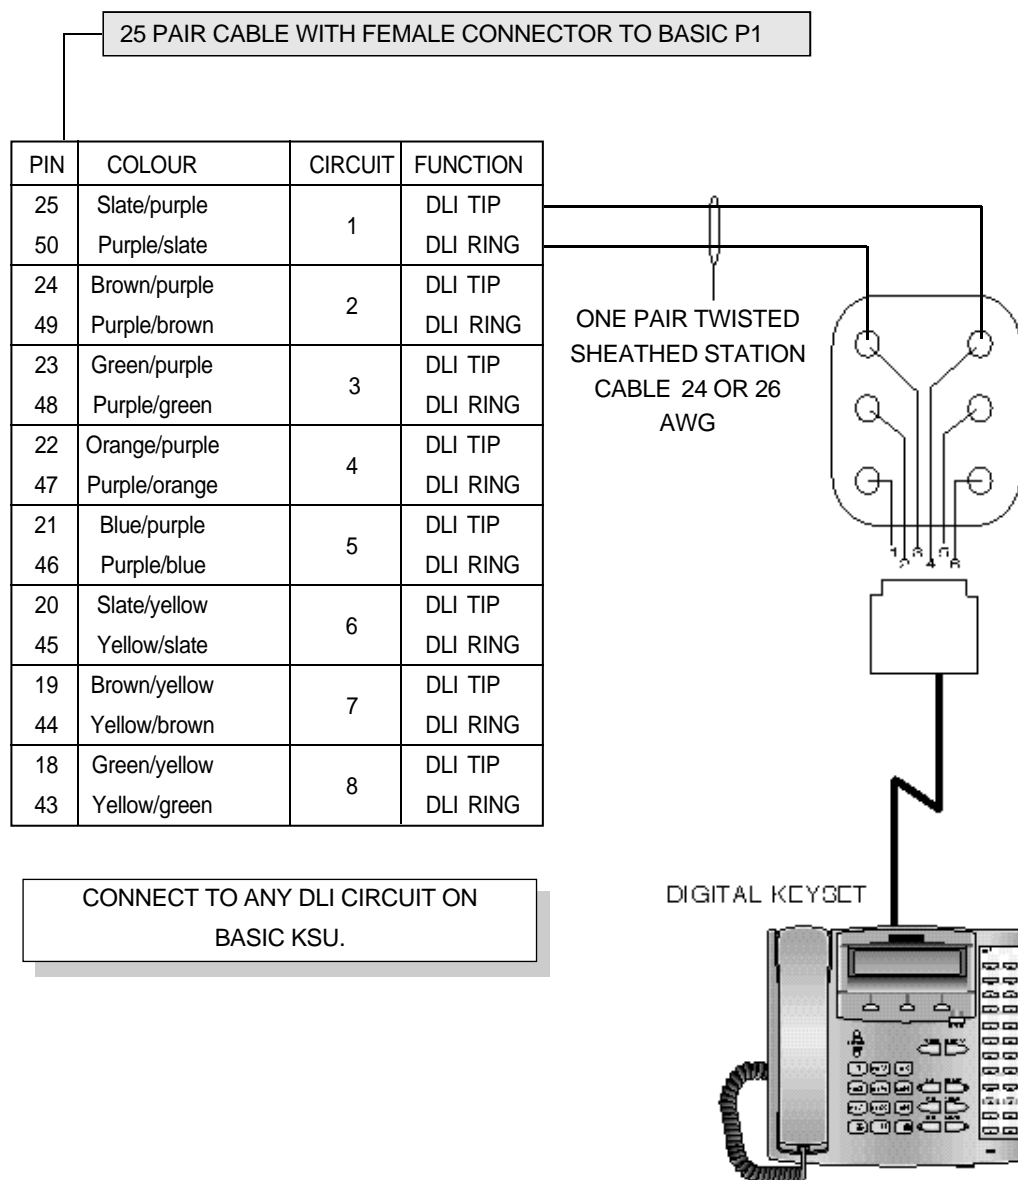 25 PAIR CABLE WITH FEMALE CONNECTOR TO BASIC P1
PIN COLOUR CIRCUIT FUNCTION
25 Slate/purple 1 DLI TIP
50 Purple/slate DLI RING
24 Brown/purple 2 DLI TIP
49 Purple/brown DLI RING
23 Green/purple 3 DLI TIP
48 Purple/green DLI RING
22 Orange/purple 4 DLI TIP
47 Purple/orange DLI RING
21 Blue/purple 5 DLI TIP
46 Purple/blue DLI RING
20 Slate/yellow 6 DLI TIP
45 Yellow/slate DLI RING
19 Brown/yellow 7 DLI TIP
44 Yellow/brown DLI RING
18 Green/yellow 8 DLI TIP
43 Yellow/green DLI RING
ONE PAIR TWISTED
SHEATHED STATION
CABLE 24 OR 26
AWG
1 2 3 4 5 6
CONNECT TO ANY DLI CIRCUIT ON
BASIC KSU.
DIGITAL KEYSET